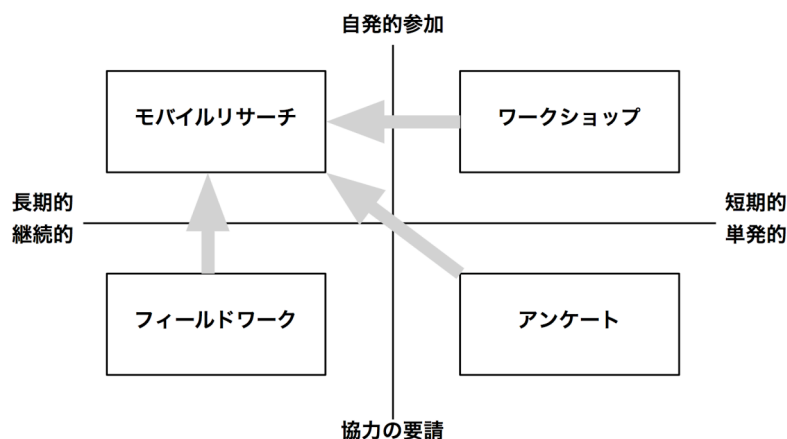 自発的参加
モバイルリサーチ
ワークショップ
長期的
継続的
短期的
単発的
フィールドワーク
アンケート
協力の要請